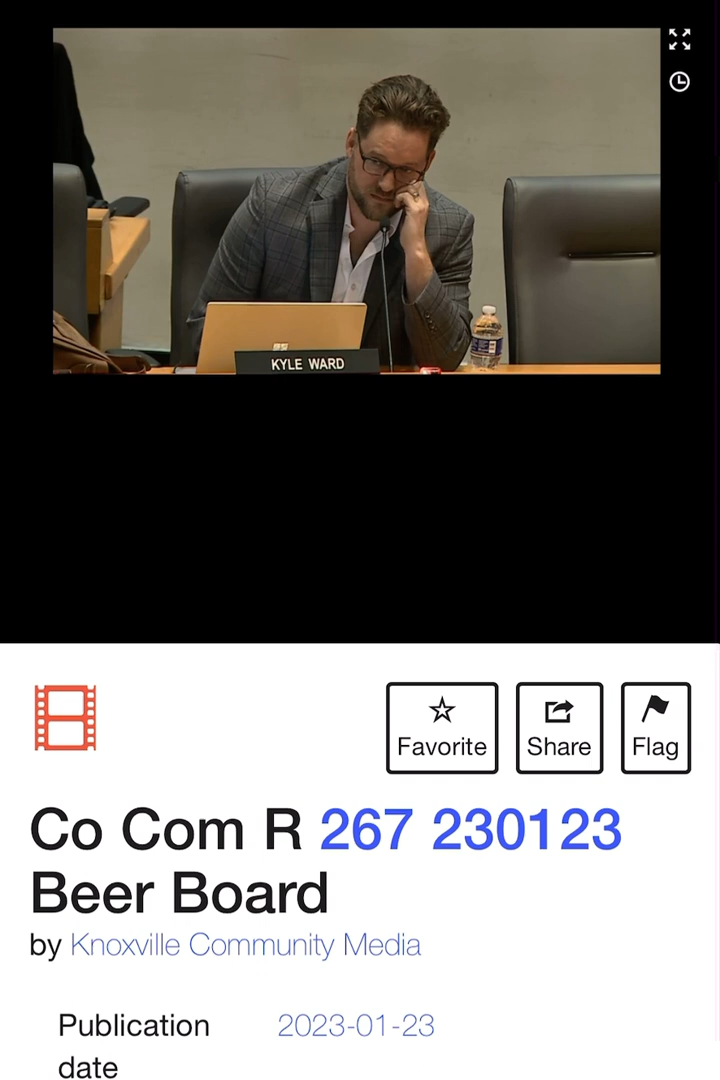 KYLE WARD
Favorite
Share
Flag
Co Com R 267 230123
Beer Board
by Knoxville Community Media
Publication
date
2023-01-23